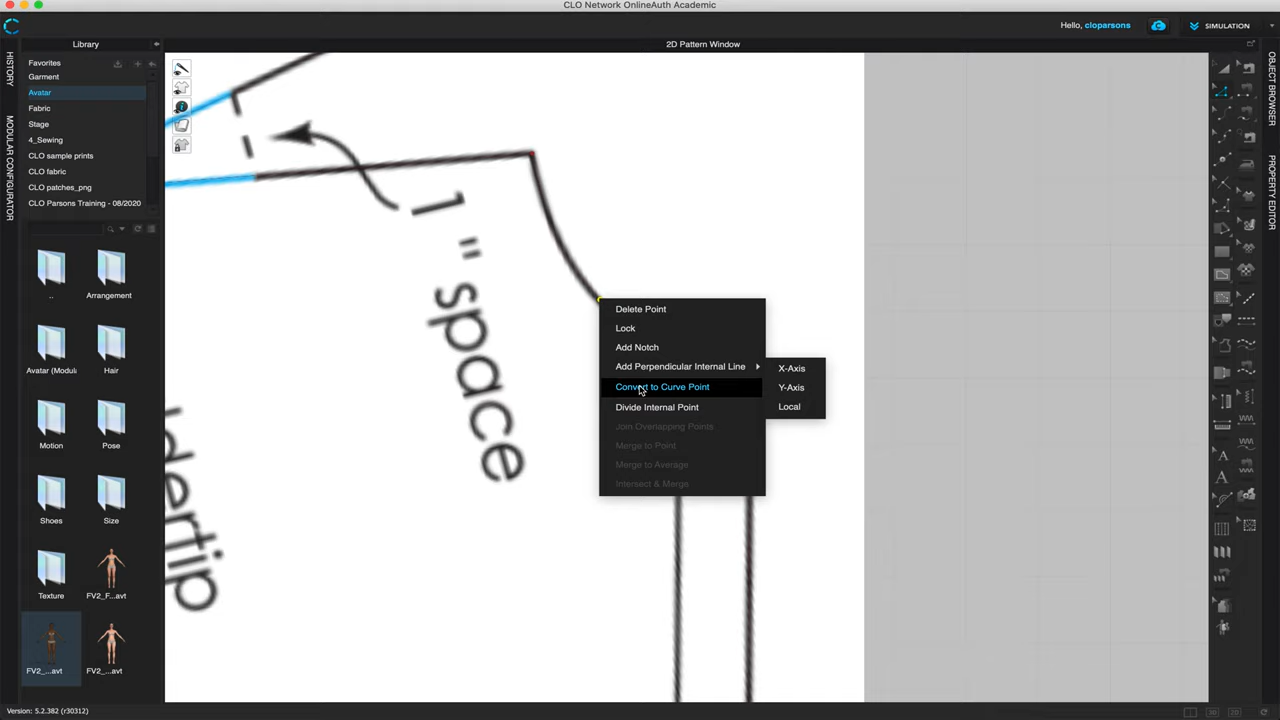 CLO Network OnlineAuth Academic
Hello, cloparsons
SIMULATION
HISTORY
MODULAR CONFIGURATOR
Library
Favorites
Garment
Avatar
Fabric
Stage
4_Sewing
CLO sample prints
CLO fabric
CLO patches_png
CLO Parsons Training - 08/2020
..
Arrangement
Avatar (Modul
Hair
Motion
Pose
Shoes
Size
Texture
FV2_F...avt
FV2_...avt
FV2_...avt
2D Pattern Window
1" space
Delete Point
Lock
Add Notch
Add Perpendicular Internal Line
Convert to Curve Point
Divide Internal Point
Join Overlapping Points
Merge to Point
Merge to Average
Intersect & Merge
X-Axis
Y-Axis
Local
OBJECT BROWSER
PROPERTY EDITOR
Version: 5.2.382 (r30312)
3D
2D